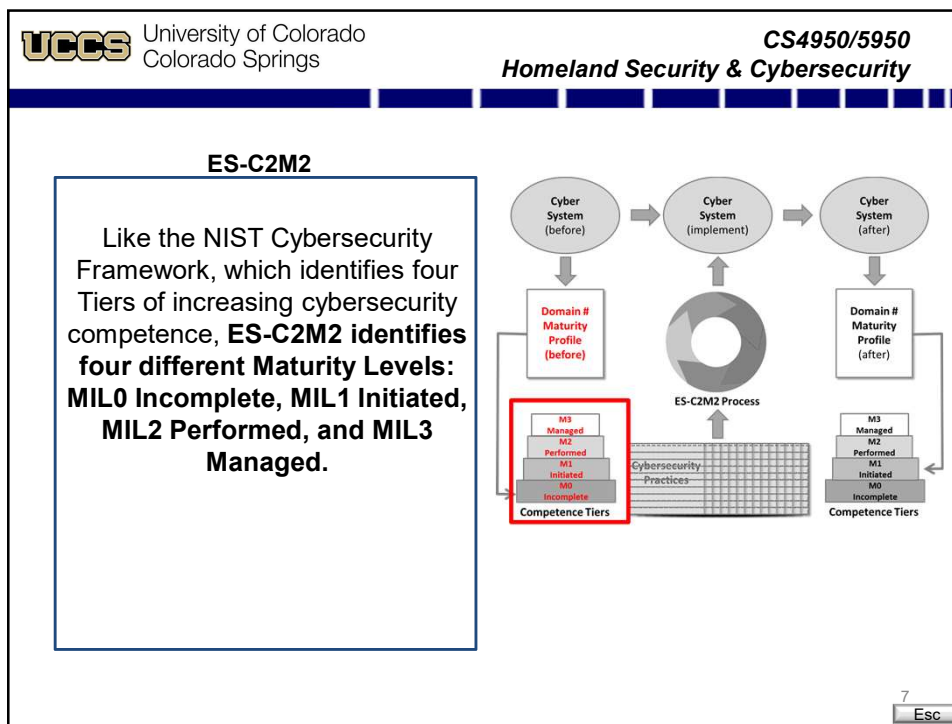 UCCS University of Colorado
Colorado Springs
CS4950/5950
Homeland Security & Cybersecurity
ES-C2M2
Like the NIST Cybersecurity
Framework, which identifies four
Tiers of increasing cybersecurity
competence, ES-C2M2 identifies
four different Maturity Levels:
MIL0 Incomplete, MIL1 Initiated,
MIL2 Performed, and MIL3
Managed.
Cyber
System
(before)
Cyber
System
(implement)
Cyber
System
(after)
Domain #
Maturity
Profile
(before)
ES-C2M2 Process
Domain #
Maturity
Profile
(after)
M3
Managed
M2
Performed
M1
Initiated
M0
Incomplete
Competence Tiers
Cybersecurity
Practices
M3
Managed
M2
Performed
M1
Initiated
M0
Incomplete
Competence Tiers
7
Esc